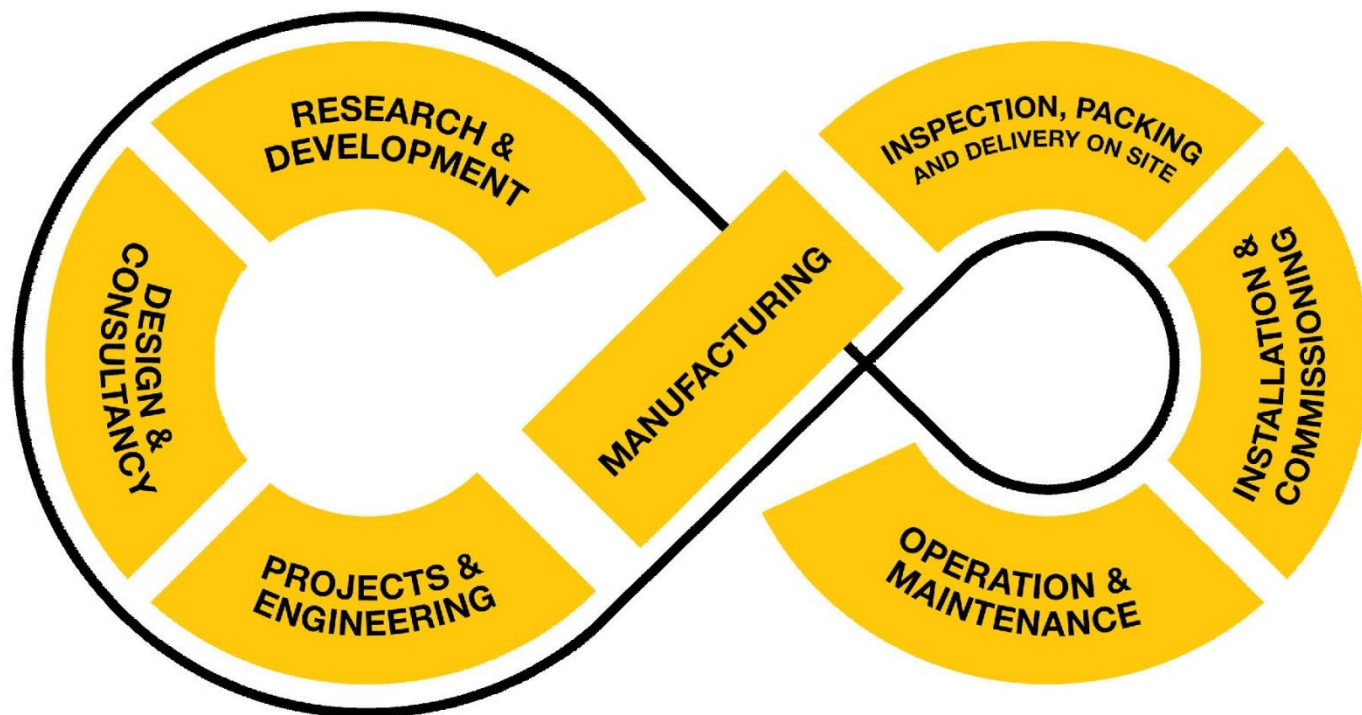 RESEARCH &
DEVELOPMENT
DESIGN &
CONSULTANCY
PROJECTS &
ENGINEERING
MANUFACTURING
INSPECTION, PACKING
AND DELIVERY ON SITE
INSTALLATION &
COMMISSIONING
OPERATION &
MAINTENANCE